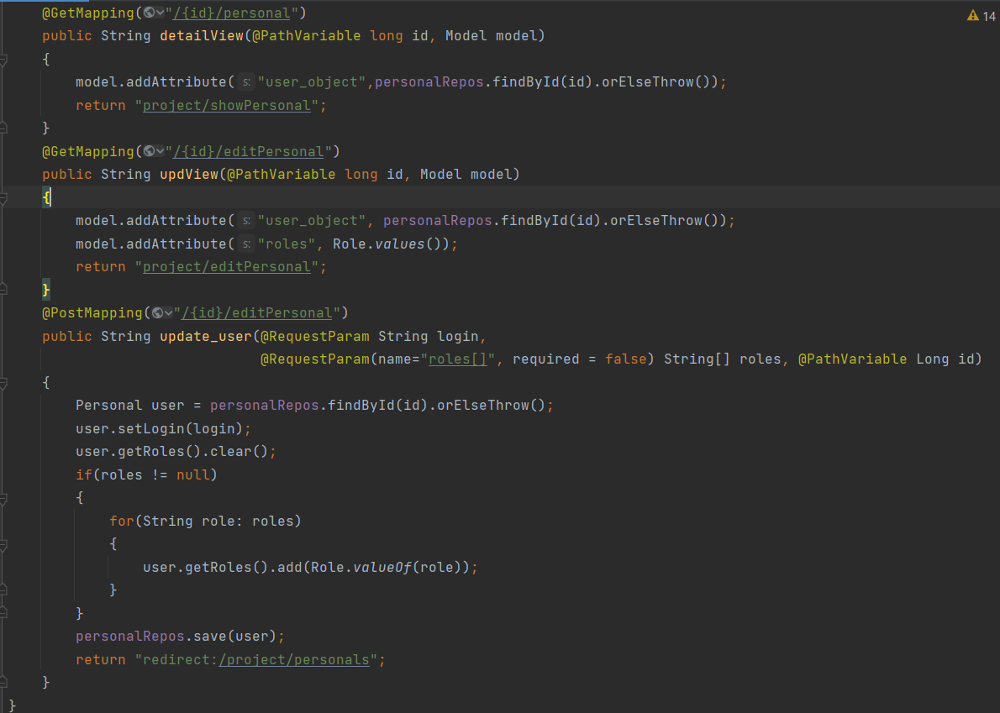 @GetMapping("/{id}/personal")
14
public String detailView(@PathVariable long id, Model model)
{
model.addAttribute( s: "user_object",personalRepos.findById(id).orElseThrow());
return "project/showPersonal";
}
@GetMapping("/{id}/editPersonal")
public String updView(@PathVariable long id, Model model)
{
model.addAttribute( s: "user_object", personalRepos.findById(id).orElseThrow());
model.addAttribute( s: "roles", Role.values());
return "project/editPersonal";
}
@PostMapping("/{id}/editPersonal")
public String update_user(@RequestParam String login,
@RequestParam(name="roles[]", required = false) String[] roles, @PathVariable Long id)
{
Personal user = personalRepos.findById(id).orElseThrow();
user.setLogin(login);
user.getRoles().clear();
if(roles != null)
{
for(String role: roles)
{
user.getRoles().add(Role.valueOf(role));
}
}
personalRepos.save(user);
return "redirect:/project/personals";
}
}